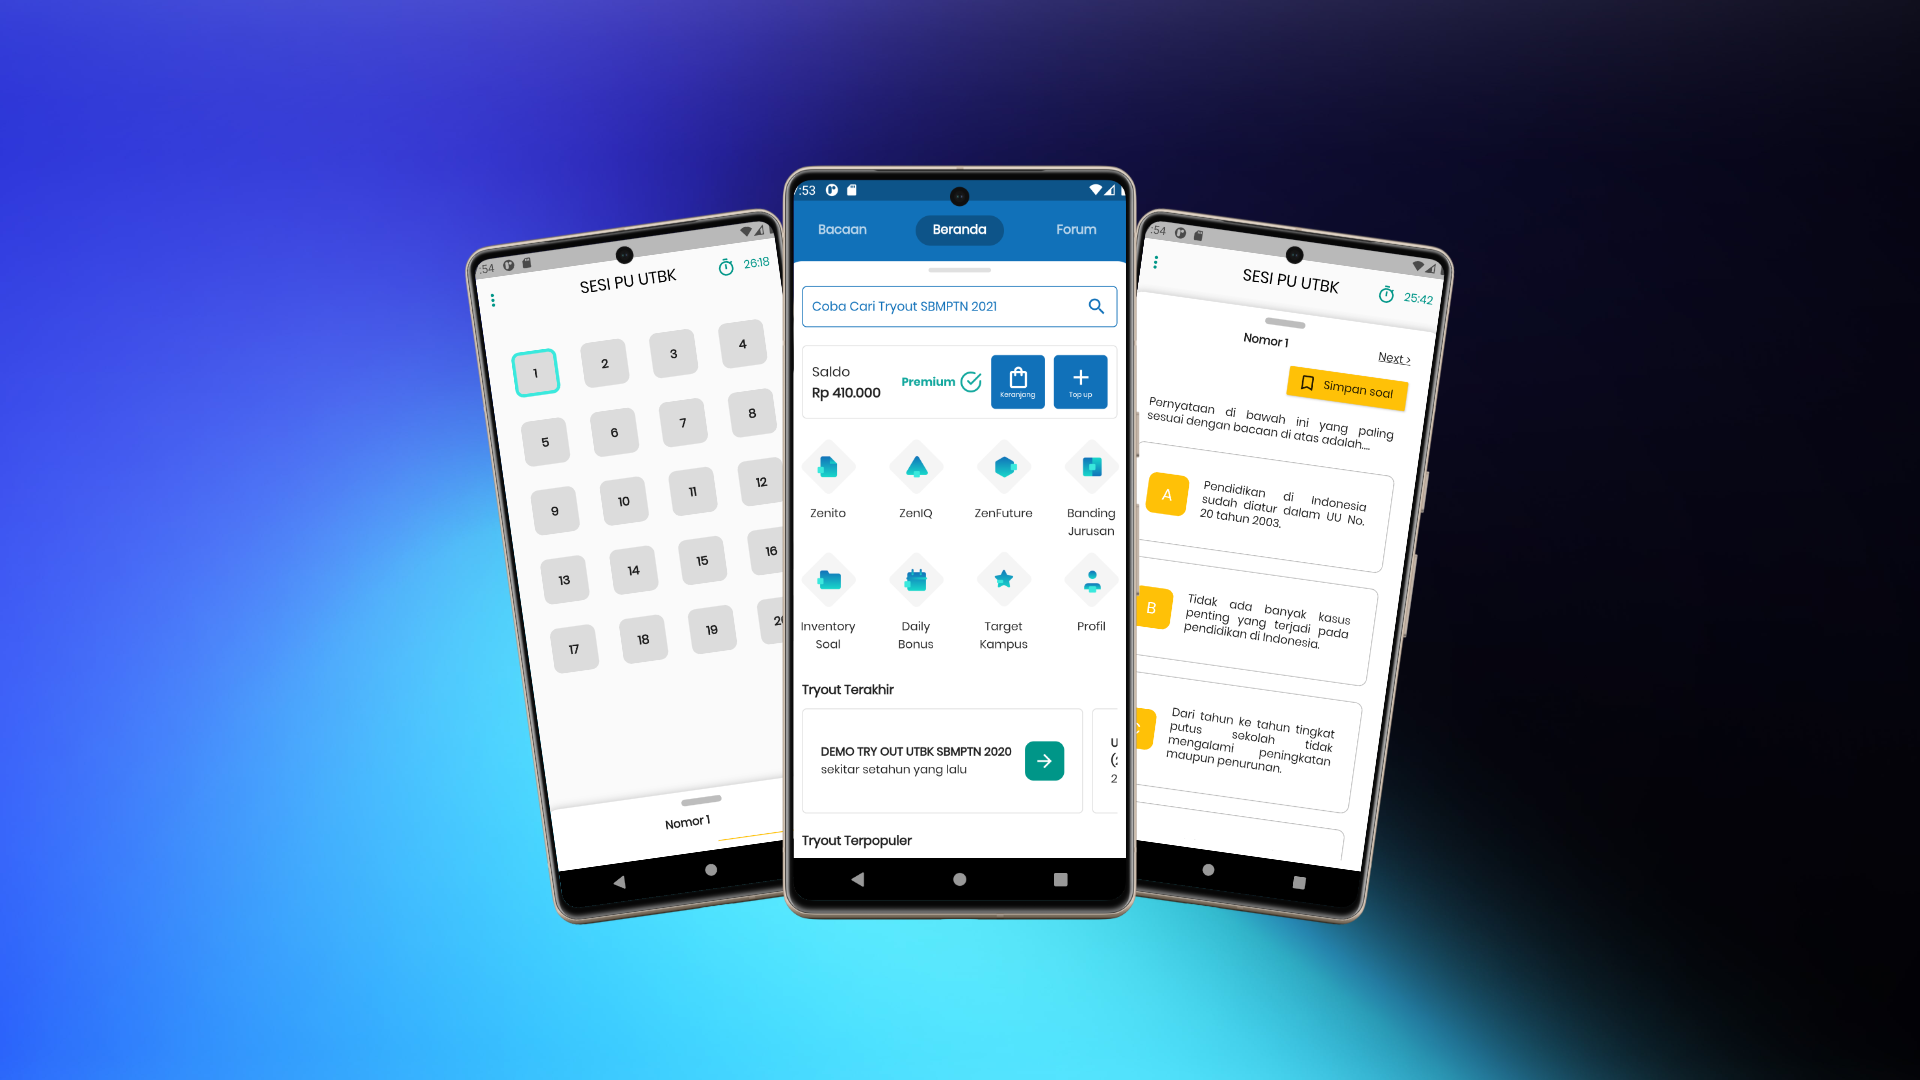 :54
SESI PU UTBK
26:18
1
2
3
4
5
6
7
8
9
10
11
12
13
14
15
16
17
18
19
Nomor 1
:53
Bacaan
Beranda
Forum
Coba Cari Tryout SBMPTN 2021
Saldo
Rp 410.000
Premium
Keranjang
Top up
Zenito
ZenIQ
ZenFuture
Banding
Jurusan
Inventory
Soal
Daily
Bonus
Target
Kampus
Profil
Tryout Terakhir
DEMO TRY OUT UTBK SBMPTN 2020
sekitar setahun yang lalu
U
2
Tryout Terpopuler
:54
SESI PU UTBK
25:42
Nomor 1
Next >
Simpan soal
Pernyataan di bawah ini yang paling
sesuai dengan bacaan di atas adalah....
A
Pendidikan di Indonesia
sudah diatur dalam UU No.
20 tahun 2003.
B
Tidak ada banyak kasus
penting yang terjadi pada
pendidikan di Indonesia.
Dari tahun ke tahun tingkat
putus sekolah tidak
mengalami peningkatan
maupun penurunan.